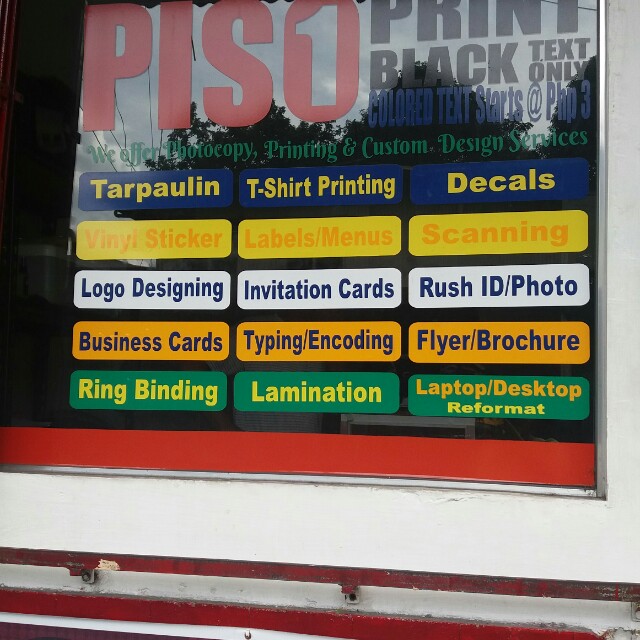 PISO 1 PRINT
BLACK TEXT ONLY
COLORED TEXT Starts @ Php 3
We offer Photocopy, Printing & Custom Design Services
Tarpaulin T-Shirt Printing Decals
Vinyl Sticker Labels/Menus Scanning
Logo Designing Invitation Cards Rush ID/Photo
Business Cards Typing/Encoding Flyer/Brochure
Ring Binding Lamination Laptop/Desktop
Reformat